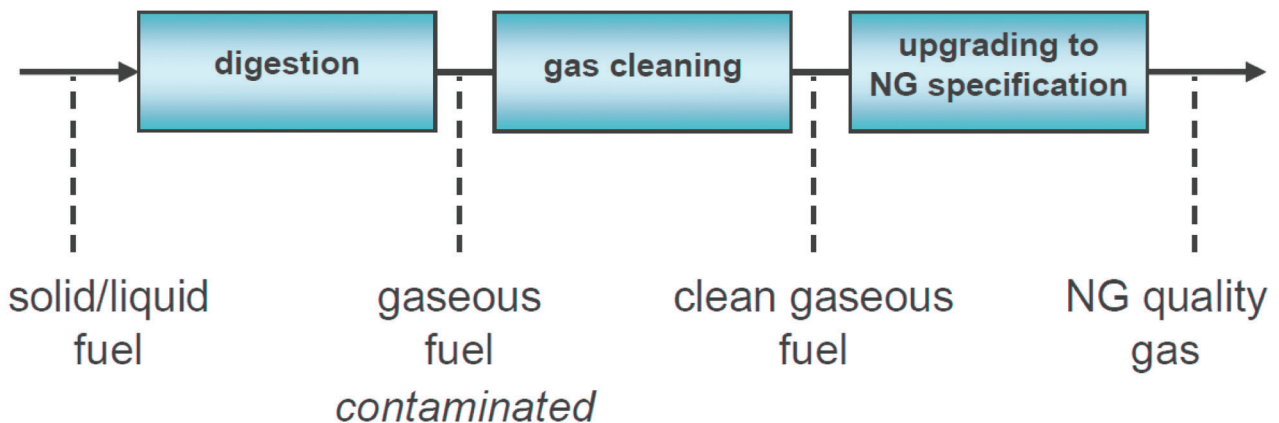 digestion
gas cleaning
upgrading to
NG specification
solid/liquid
fuel
gaseous
fuel
contaminated
clean gaseous
fuel
NG quality
gas